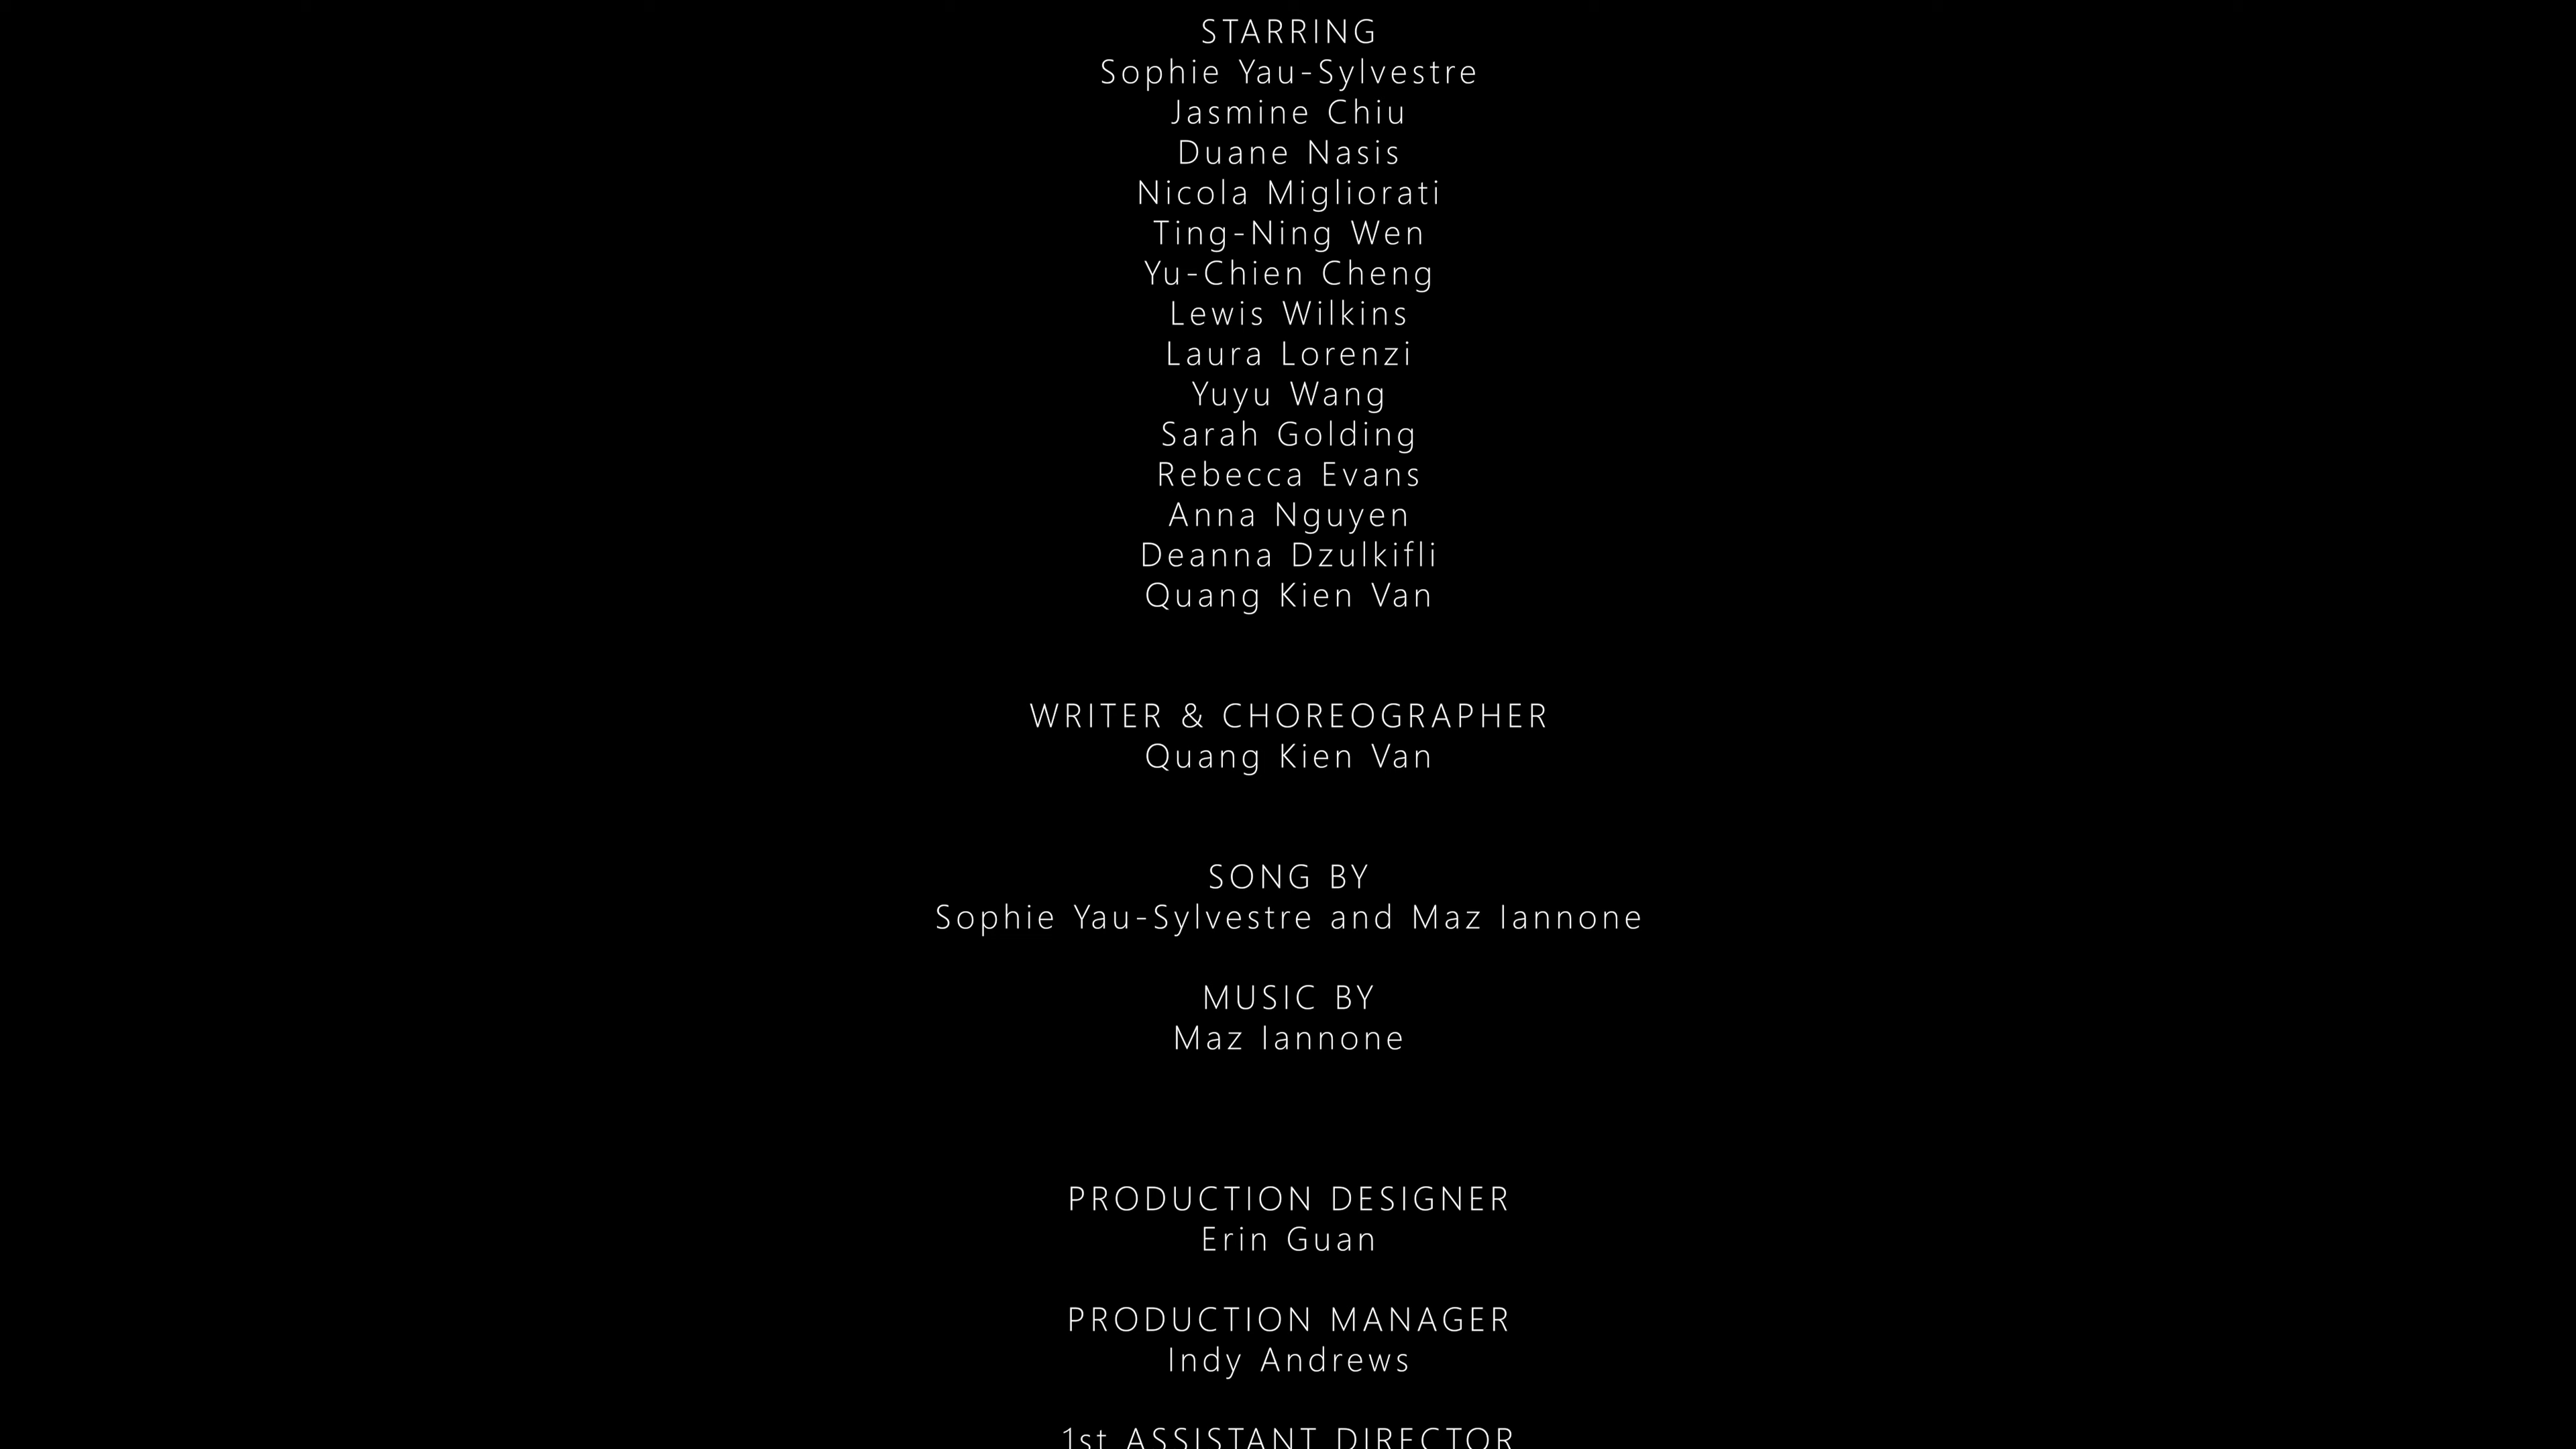 STARRING
Sophie Yau-Sylvestre
Jasmine Chiu
Duane Nasis
Nicola Migliorati
Ting-Ning Wen
Yu-Chien Cheng
Lewis Wilkins
Laura Lorenzi
Yuyu Wang
Sarah Golding
Rebecca Evans
Anna Nguyen
Deanna Dzulkifli
Quang Kien Van
WRITER & CHOREOGRAPHER
Quang Kien Van
SONG BY
Sophie Yau-Sylvestre and Maz Iannone
MUSIC BY
Maz Iannone
PRODUCTION DESIGNER
Erin Guan
PRODUCTION MANAGER
Indy Andrews
1st ASSISTANT DIRECTOR